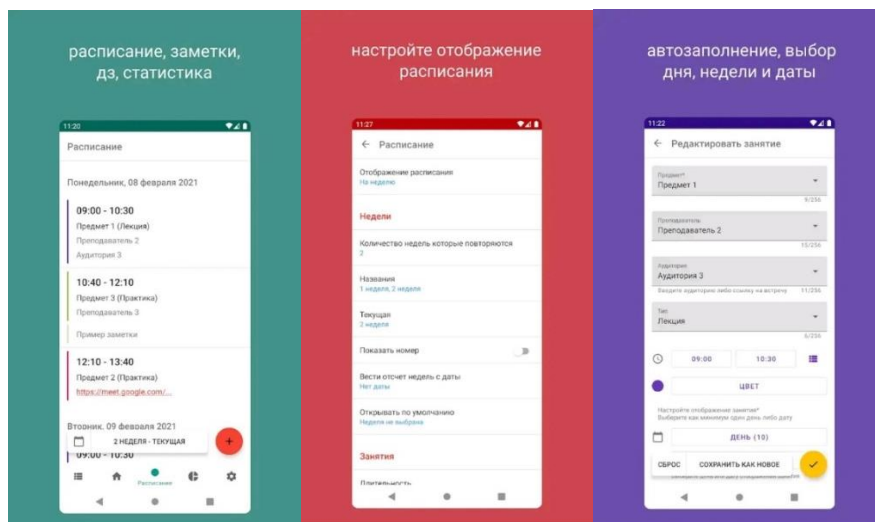 расписание, заметки,
дз, статистика
11:20
Расписание
Понедельник, 08 февраля 2021
09:00 - 10:30
Предмет 1 (Лекция)
Преподаватель 2
Аудитория 3
10:40 - 12:10
Предмет 3 (Практика)
Преподаватель 3
Пример заметки
12:10 - 13:40
Предмет 2 (Практика)
https://meet.google.com/...
Вторник, 09 февраля 2021
2 НЕДЕЛЯ - ТЕКУЩАЯ
+
09:00 - 10:30
Расписание
настройте отображение
расписания
11:27
Расписание
Отображение расписания
На неделю
Недели
Количество недель которые повторяются
2
Названия
1 неделя, 2 неделя
Текущая
2 неделя
Показать номер
Вести отсчет недель с даты
Нет даты
Открывать по умолчанию
Неделя не выбрана
Занятия
Длительность
автозаполнение, выбор
дня, недели и даты
11:22
Редактировать занятие
Предмет*
Предмет 1
9/256
Преподаватель
Преподаватель 2
15/256
Аудитория
Аудитория 3
Введите аудиторию либо ссылку на встречу 11/256
Тип
Лекция
6/256
09:00 10:30
ЦВЕТ
Настройте отображение занятия*
Выберите как минимум один день либо дату
ДЕНЬ (10)
СБРОС СОХРАНИТЬ КАК НОВОЕ